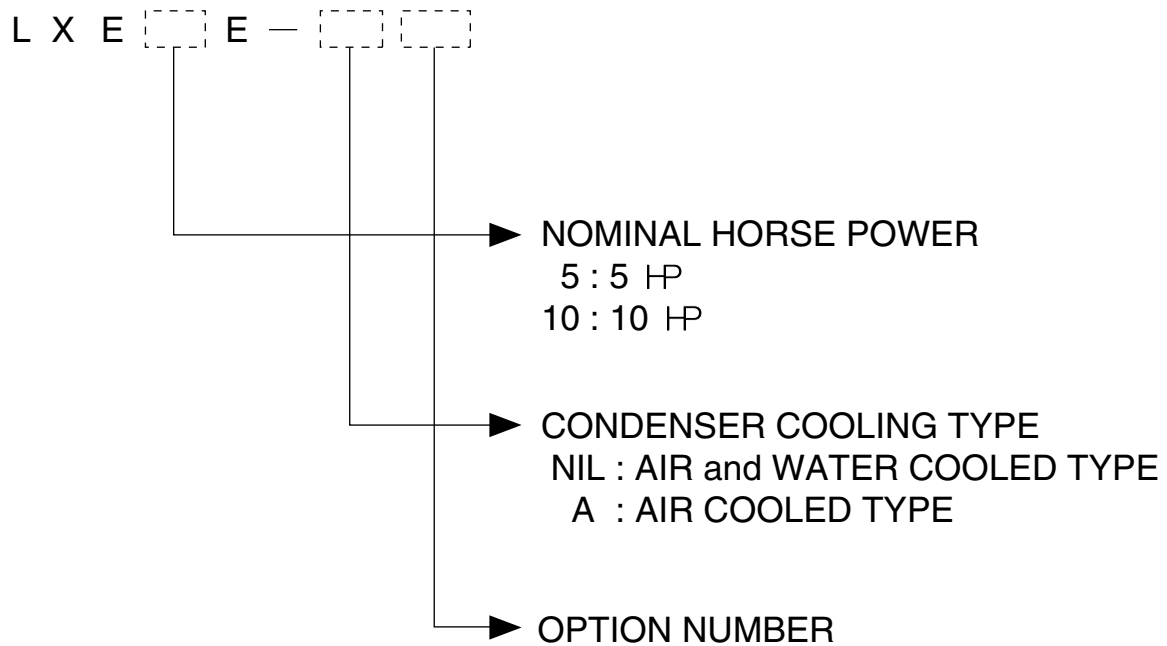 L X E E —
NOMINAL HORSE POWER
5 : 5 HP
10 : 10 HP
CONDENSER COOLING TYPE
NIL : AIR and WATER COOLED TYPE
A : AIR COOLED TYPE
OPTION NUMBER